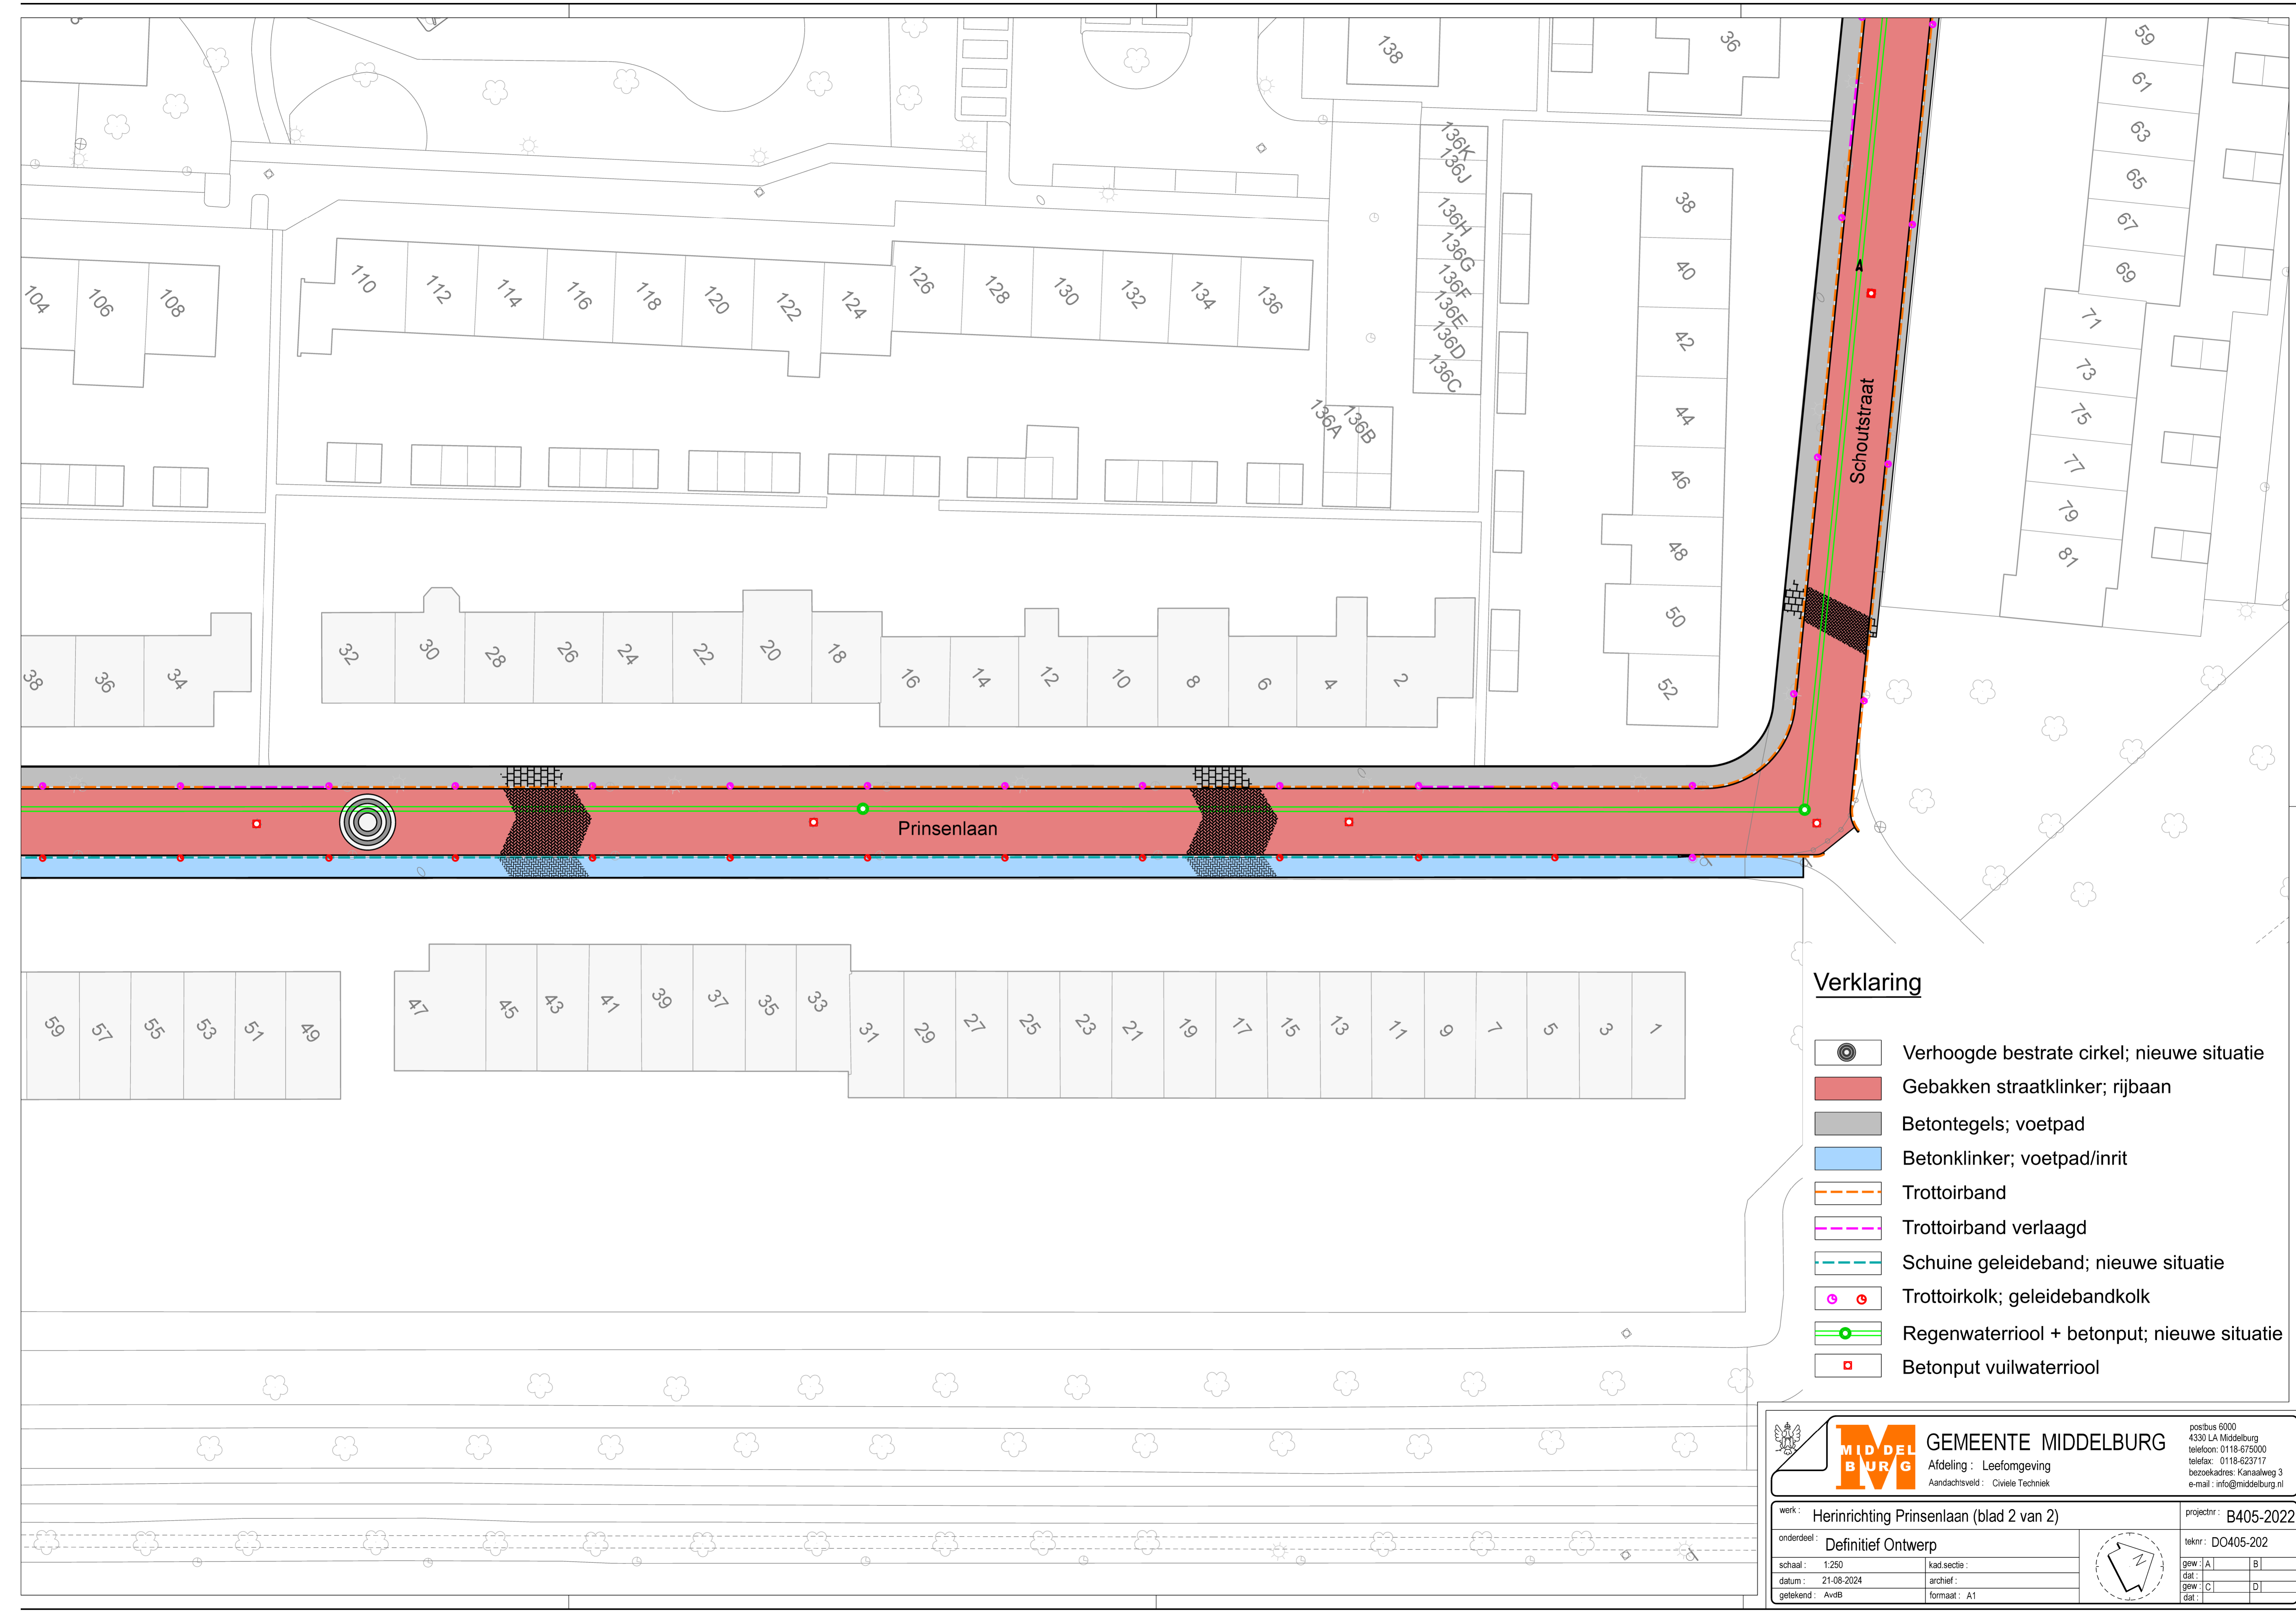 138
36
59
61
63
65
67
69
71
73
75
77
79
81
136K
136J
136H
136G
136F
136E
136D
136C
136A
136B
38
40
42
44
46
48
50
52
104
106
108
110
112
114
116
118
120
122
124
126
128
130
132
134
136
Schoutstraat
38
36
34
32
30
28
26
24
22
20
18
16
14
12
10
8
6
4
2
Prinsenlaan
59
57
55
53
51
49
47
45
43
41
39
37
35
33
31
29
27
25
23
21
19
17
15
13
11
9
7
5
3
1
Verklaring
Verhoogde bestrate cirkel; nieuwe situatie
Gebakken straatklinker; rijbaan
Betontegels; voetpad
Betonklinker; voetpad/inrit
Trottoirband
Trottoirband verlaagd
Schuine geleideband; nieuwe situatie
Trottoirkolk; geleidebandkolk
Regenwaterriool + betonput; nieuwe situatie
Betonput vuilwaterriool
MIDDEL
BURG
GEMEENTE MIDDELBURG
Afdeling : Leefomgeving
Aandachtsveld : Civiele Techniek
postbus 6000
4330 LA Middelburg
telefoon: 0118-675000
telefax: 0118-623717
bezoekadres: Kanaalweg 3
e-mail : info@middelburg.nl
werk : Herinrichting Prinsenlaan (blad 2 van 2)
projectnr : B405-2022
onderdeel : Definitief Ontwerp
teknr : DO405-202
schaal : 1:250
kad.sectie :
datum : 21-08-2024
archief :
getekend : AvdB
formaat : A1
N
gew : A B
dat :
gew : C D
dat :